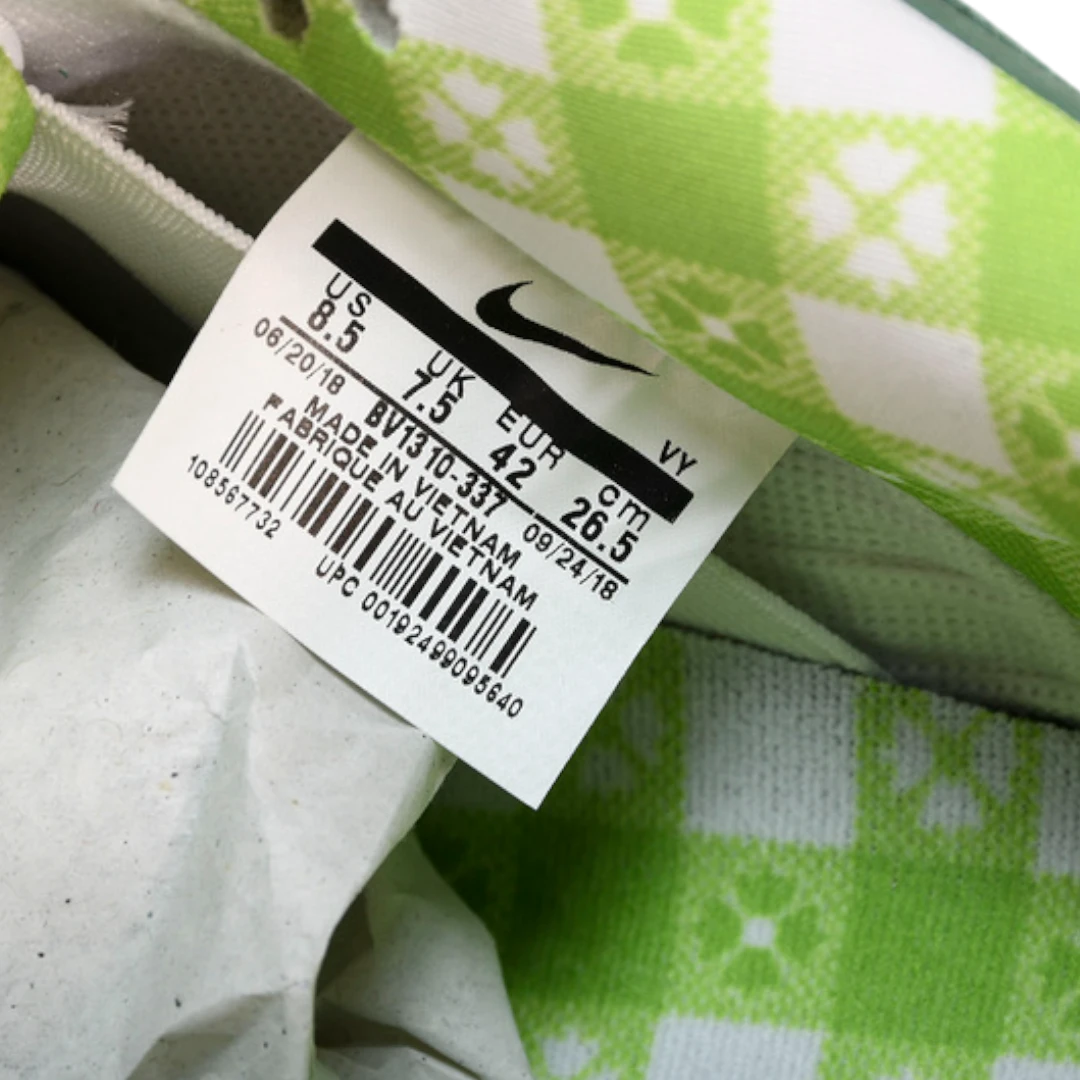 VY
US UK EUR cm
8.5 7.5 42 26.5
06/20/18 BV1310-337 09/24/18
MADE IN VIETNAM
FABRIQUE AU VIETNAM
108567732
UPC 00192499095640